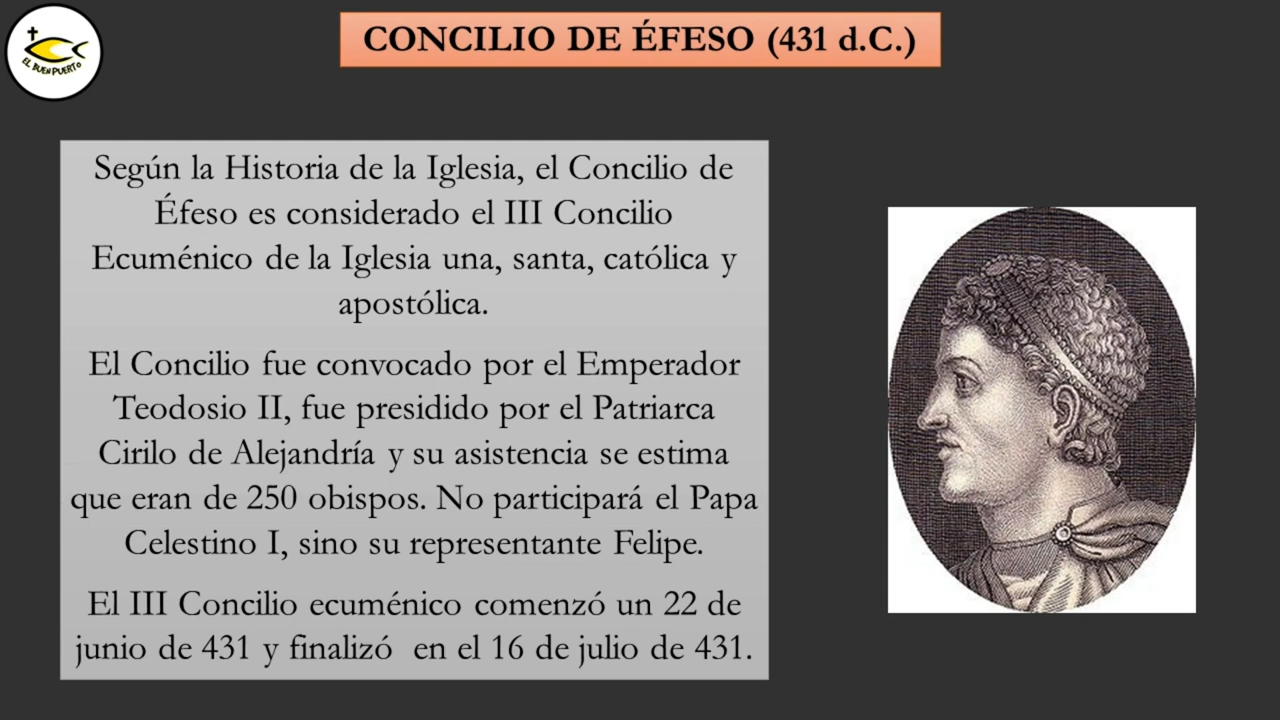 EL BUEN PUERTO
CONCILIO DE ÉFESO (431 d.C.)
Según la Historia de la Iglesia, el Concilio de
Éfeso es considerado el III Concilio
Ecuménico de la Iglesia una, santa, católica y
apostólica.
El Concilio fue convocado por el Emperador
Teodosio II, fue presidido por el Patriarca
Cirilo de Alejandría y su asistencia se estima
que eran de 250 obispos. No participará el Papa
Celestino I, sino su representante Felipe.
El III Concilio ecuménico comenzó un 22 de
junio de 431 y finalizó  en el 16 de julio de 431.